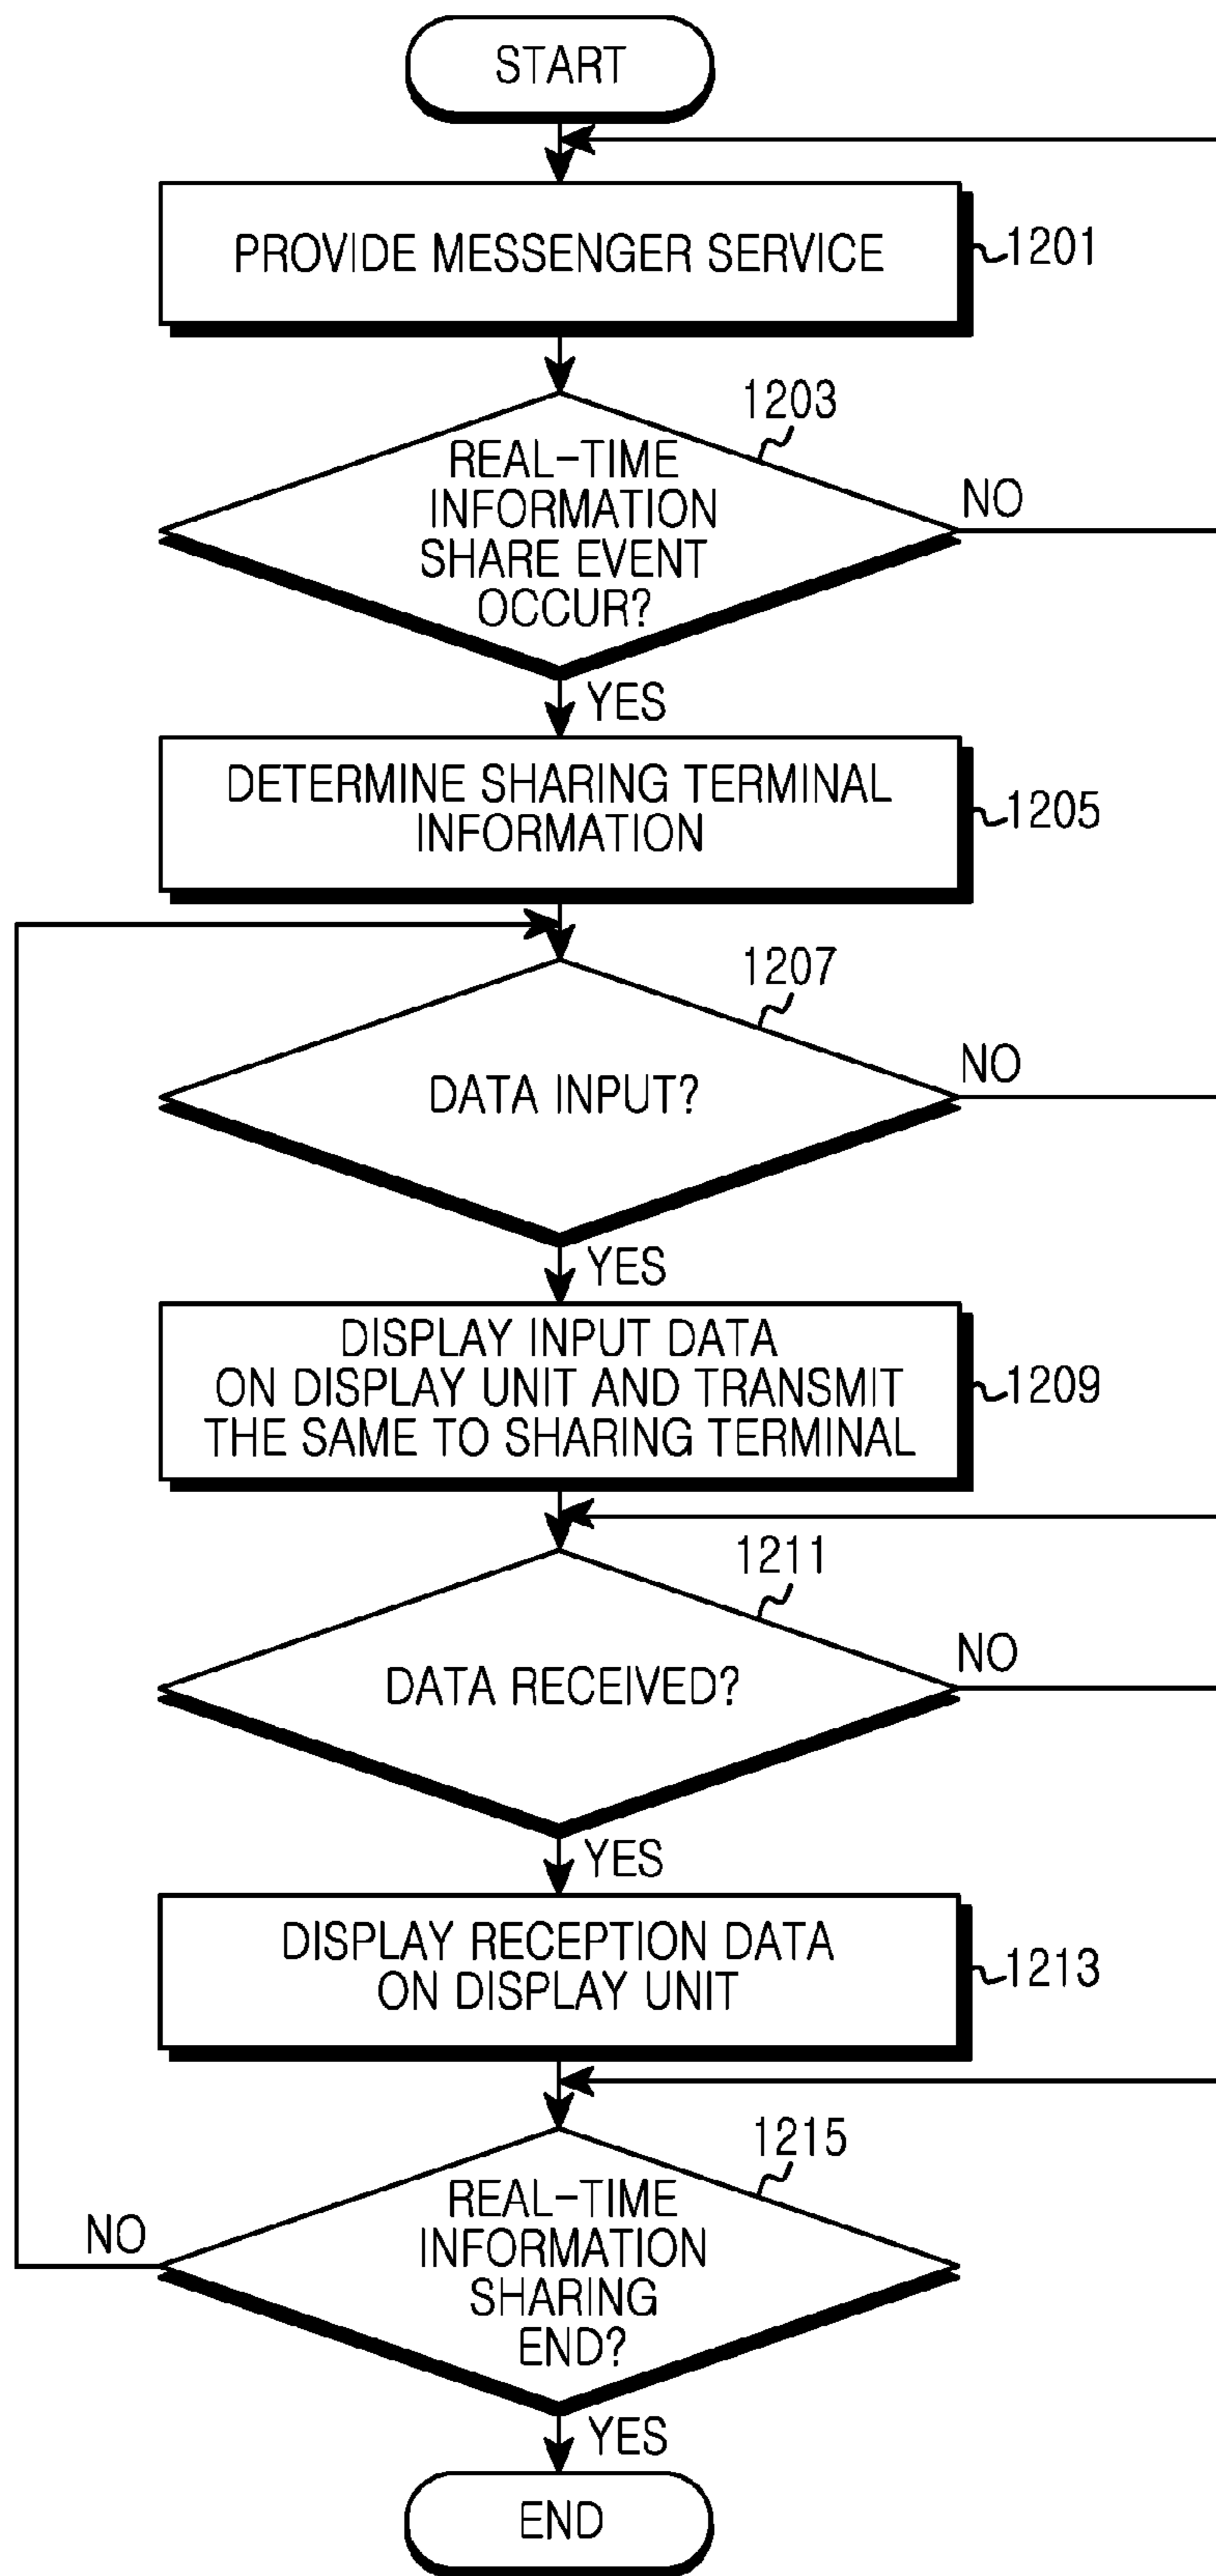 START
PROVIDE MESSENGER SERVICE
1201
1203
REAL-TIME
INFORMATION
SHARE EVENT
OCCUR?
NO
YES
DETERMINE SHARING TERMINAL
INFORMATION
1205
1207
DATA INPUT?
NO
YES
DISPLAY INPUT DATA
ON DISPLAY UNIT AND TRANSMIT
THE SAME TO SHARING TERMINAL
1209
1211
DATA RECEIVED?
NO
YES
DISPLAY RECEPTION DATA
ON DISPLAY UNIT
1213
1215
REAL-TIME
INFORMATION
SHARING
END?
NO
YES
END